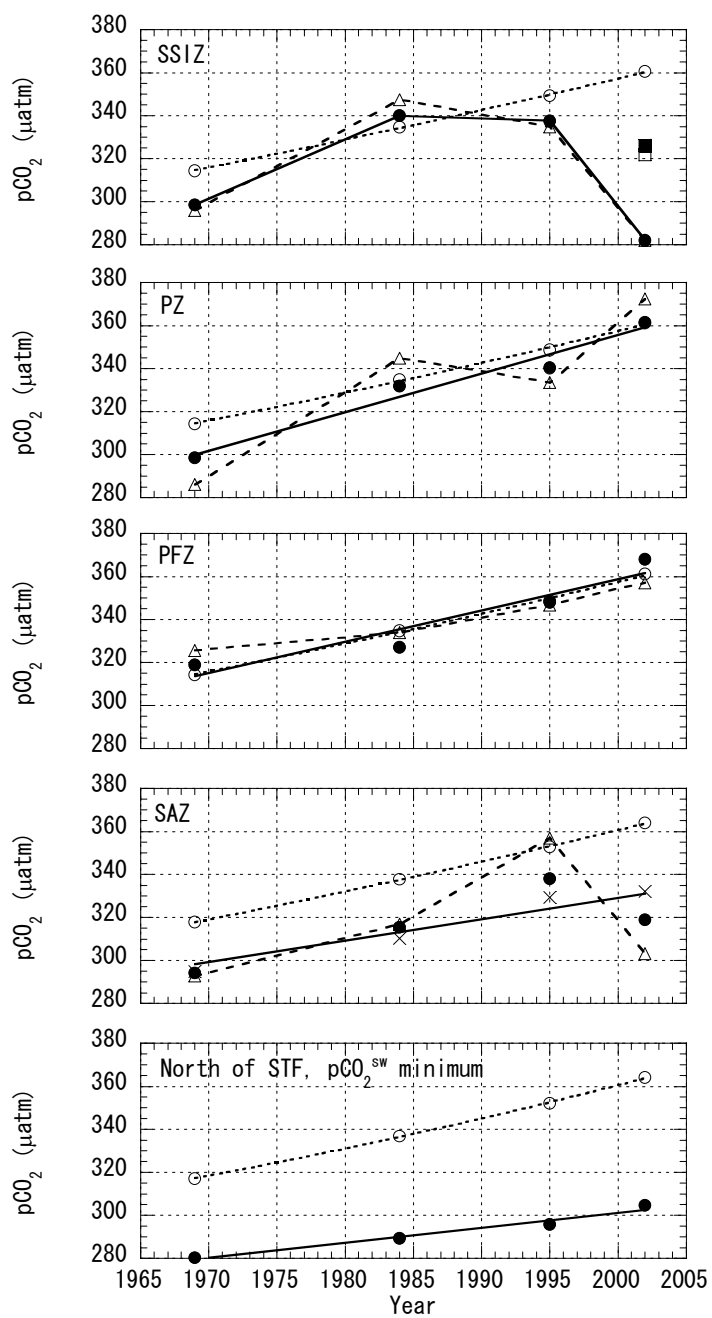 380
SSIZ
360
340
320
300
280
pCO₂ (μatm)
380
PZ
360
340
320
300
280
pCO₂ (μatm)
380
PFZ
360
340
320
300
280
pCO₂ (μatm)
380
SAZ
360
340
320
300
280
pCO₂ (μatm)
380
North of STF, pCO₂ˢʷ minimum
360
340
320
300
280
pCO₂ (μatm)
1965 1970 1975 1980 1985 1990 1995 2000 2005
Year